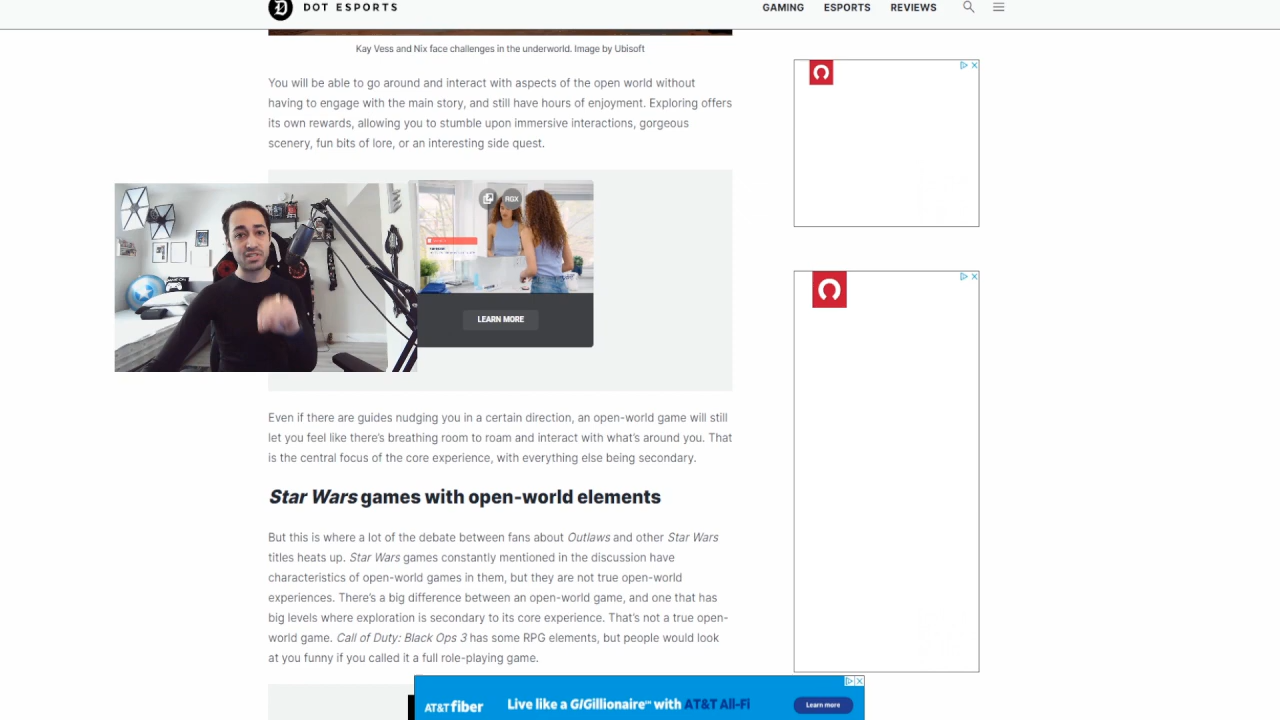 DOT ESPORTS
GAMING ESPORTS REVIEWS
Kay Vess and Nix face challenges in the underworld. Image by Ubisoft
You will be able to go around and interact with aspects of the open world without
having to engage with the main story, and still have hours of enjoyment. Exploring offers
its own rewards, allowing you to stumble upon immersive interactions, gorgeous
scenery, fun bits of lore, or an interesting side quest.
RGX
LEARN MORE
Even if there are guides nudging you in a certain direction, an open-world game will still
let you feel like there's breathing room to roam and interact with what's around you. That
is the central focus of the core experience, with everything else being secondary.
Star Wars games with open-world elements
But this is where a lot of the debate between fans about Outlaws and other Star Wars
titles heats up. Star Wars games constantly mentioned in the discussion have
characteristics of open-world games in them, but they are not true open-world
experiences. There's a big difference between an open-world game, and one that has
big levels where exploration is secondary to its core experience. That's not a true open-
world game. Call of Duty: Black Ops 3 has some RPG elements, but people would look
at you funny if you called it a full role-playing game.
AT&T fiber Live like a GIGillionaire℠ with AT&T All-Fi Learn more